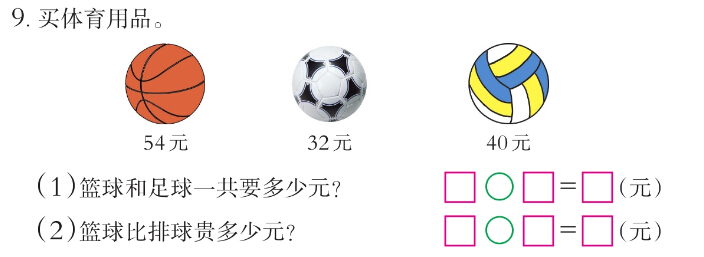 9. 买体育用品。
54元 32元 40元
(1)篮球和足球一共要多少元? □○□=□(元)
(2)篮球比排球贵多少元? □○□=□(元)